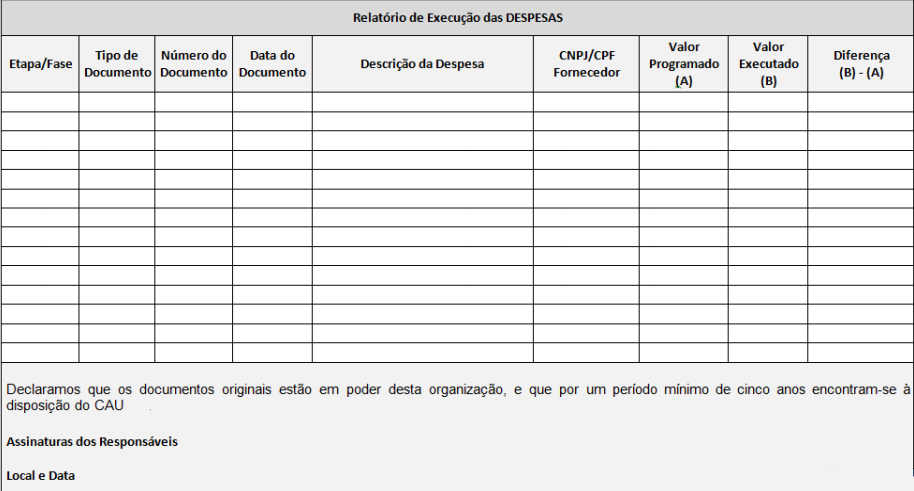 Relatório de Execução das DESPESAS
Etapa/Fase
Tipo de
Documento
Número do
Documento
Data do
Documento
Descrição da Despesa
CNPJ/CPF
Fornecedor
Valor
Programado
(A)
Valor
Executado
(B)
Diferença
(B) - (A)
Declaramos que os documentos originais estão em poder desta organização, e que por um período mínimo de cinco anos encontram-se à
disposição do CAU .
Assinaturas dos Responsáveis
Local e Data